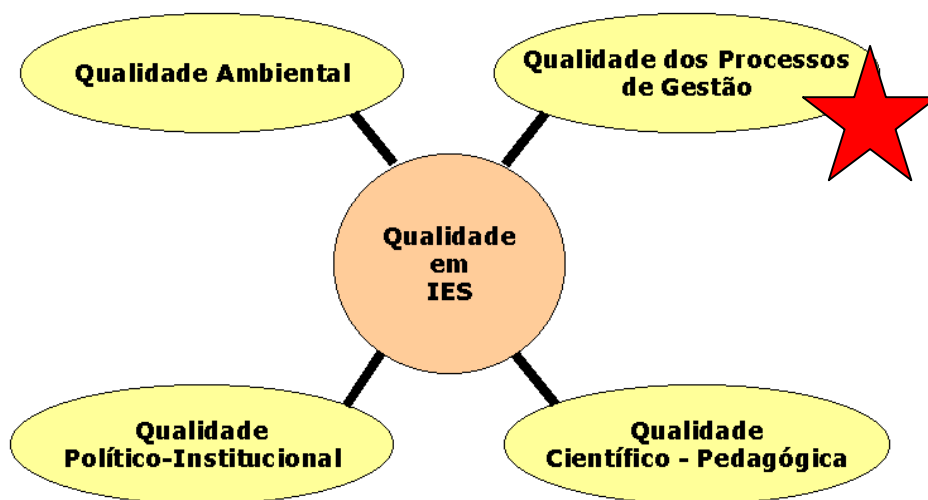 Qualidade Ambiental
Qualidade dos Processos
de Gestão
Qualidade
em
IES
Qualidade
Político-Institucional
Qualidade
Científico - Pedagógica